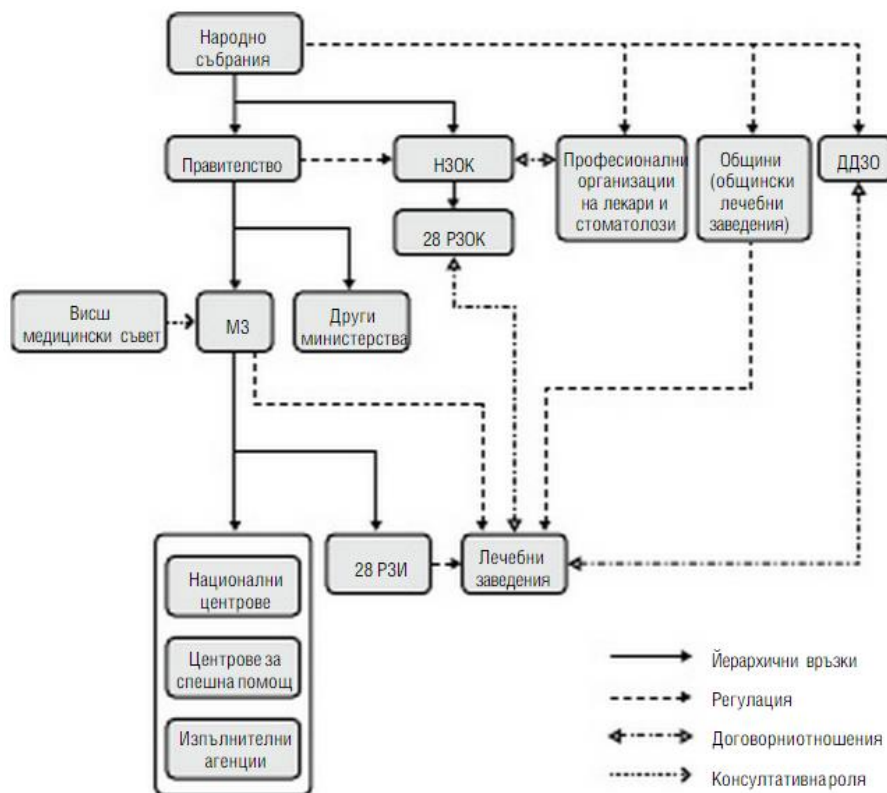 Народно
събрания
Правителство
НЗОК
Професионални
организации
на лекари и
стоматолози
Общини
(общински
лечебни
заведения)
ДДЗО
28 РЗОК
Висш
медицински съвет
МЗ
Други
министерства
Национални
центрове
Центрове за
спешна помощ
Изпълнителни
агенции
28 РЗИ
Лечебни
заведения
Йерархични връзки
Регулация
Договорниотношения
Консултативнароля